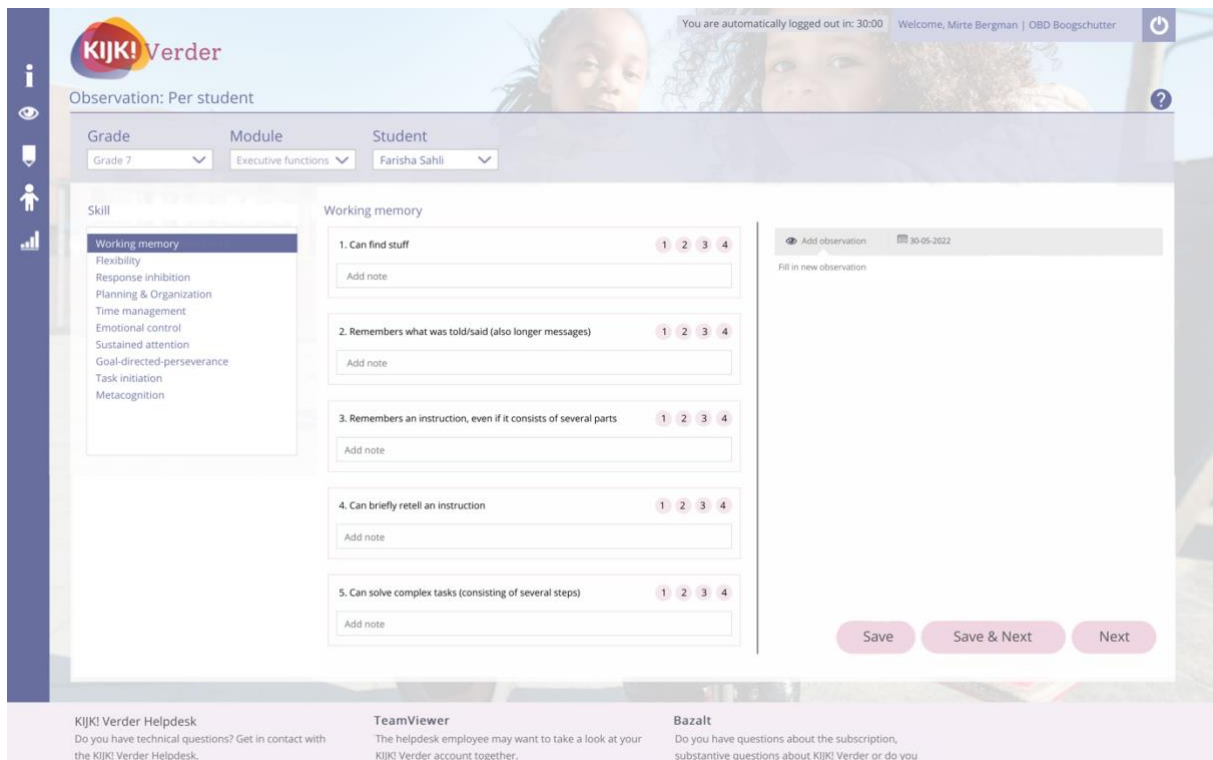 You are automatically logged out in: 30:00
Welcome, Mirte Bergman | OBD Boogschutter
KIJK! Verder
Observation: Per student
?
Grade
Module
Student
Grade 7
Executive functions
Farisha Sahli
Skill
Working memory
Flexibility
Response inhibition
Planning & Organization
Time management
Emotional control
Sustained attention
Goal-directed-perseverance
Task initiation
Metacognition
Working memory
1. Can find stuff
1 2 3 4
Add note
2. Remembers what was told/said (also longer messages)
1 2 3 4
Add note
3. Remembers an instruction, even if it consists of several parts
1 2 3 4
Add note
4. Can briefly retell an instruction
1 2 3 4
Add note
5. Can solve complex tasks (consisting of several steps)
1 2 3 4
Add note
Add observation
30-05-2022
Fill in new observation
Save
Save & Next
Next
KIJK! Verder Helpdesk
Do you have technical questions? Get in contact with
the KIJK! Verder Helpdesk.
TeamViewer
The helpdesk employee may want to take a look at your
KIJK! Verder account together.
Bazalt
Do you have questions about the subscription,
substantive questions about KIJK! Verder or do you